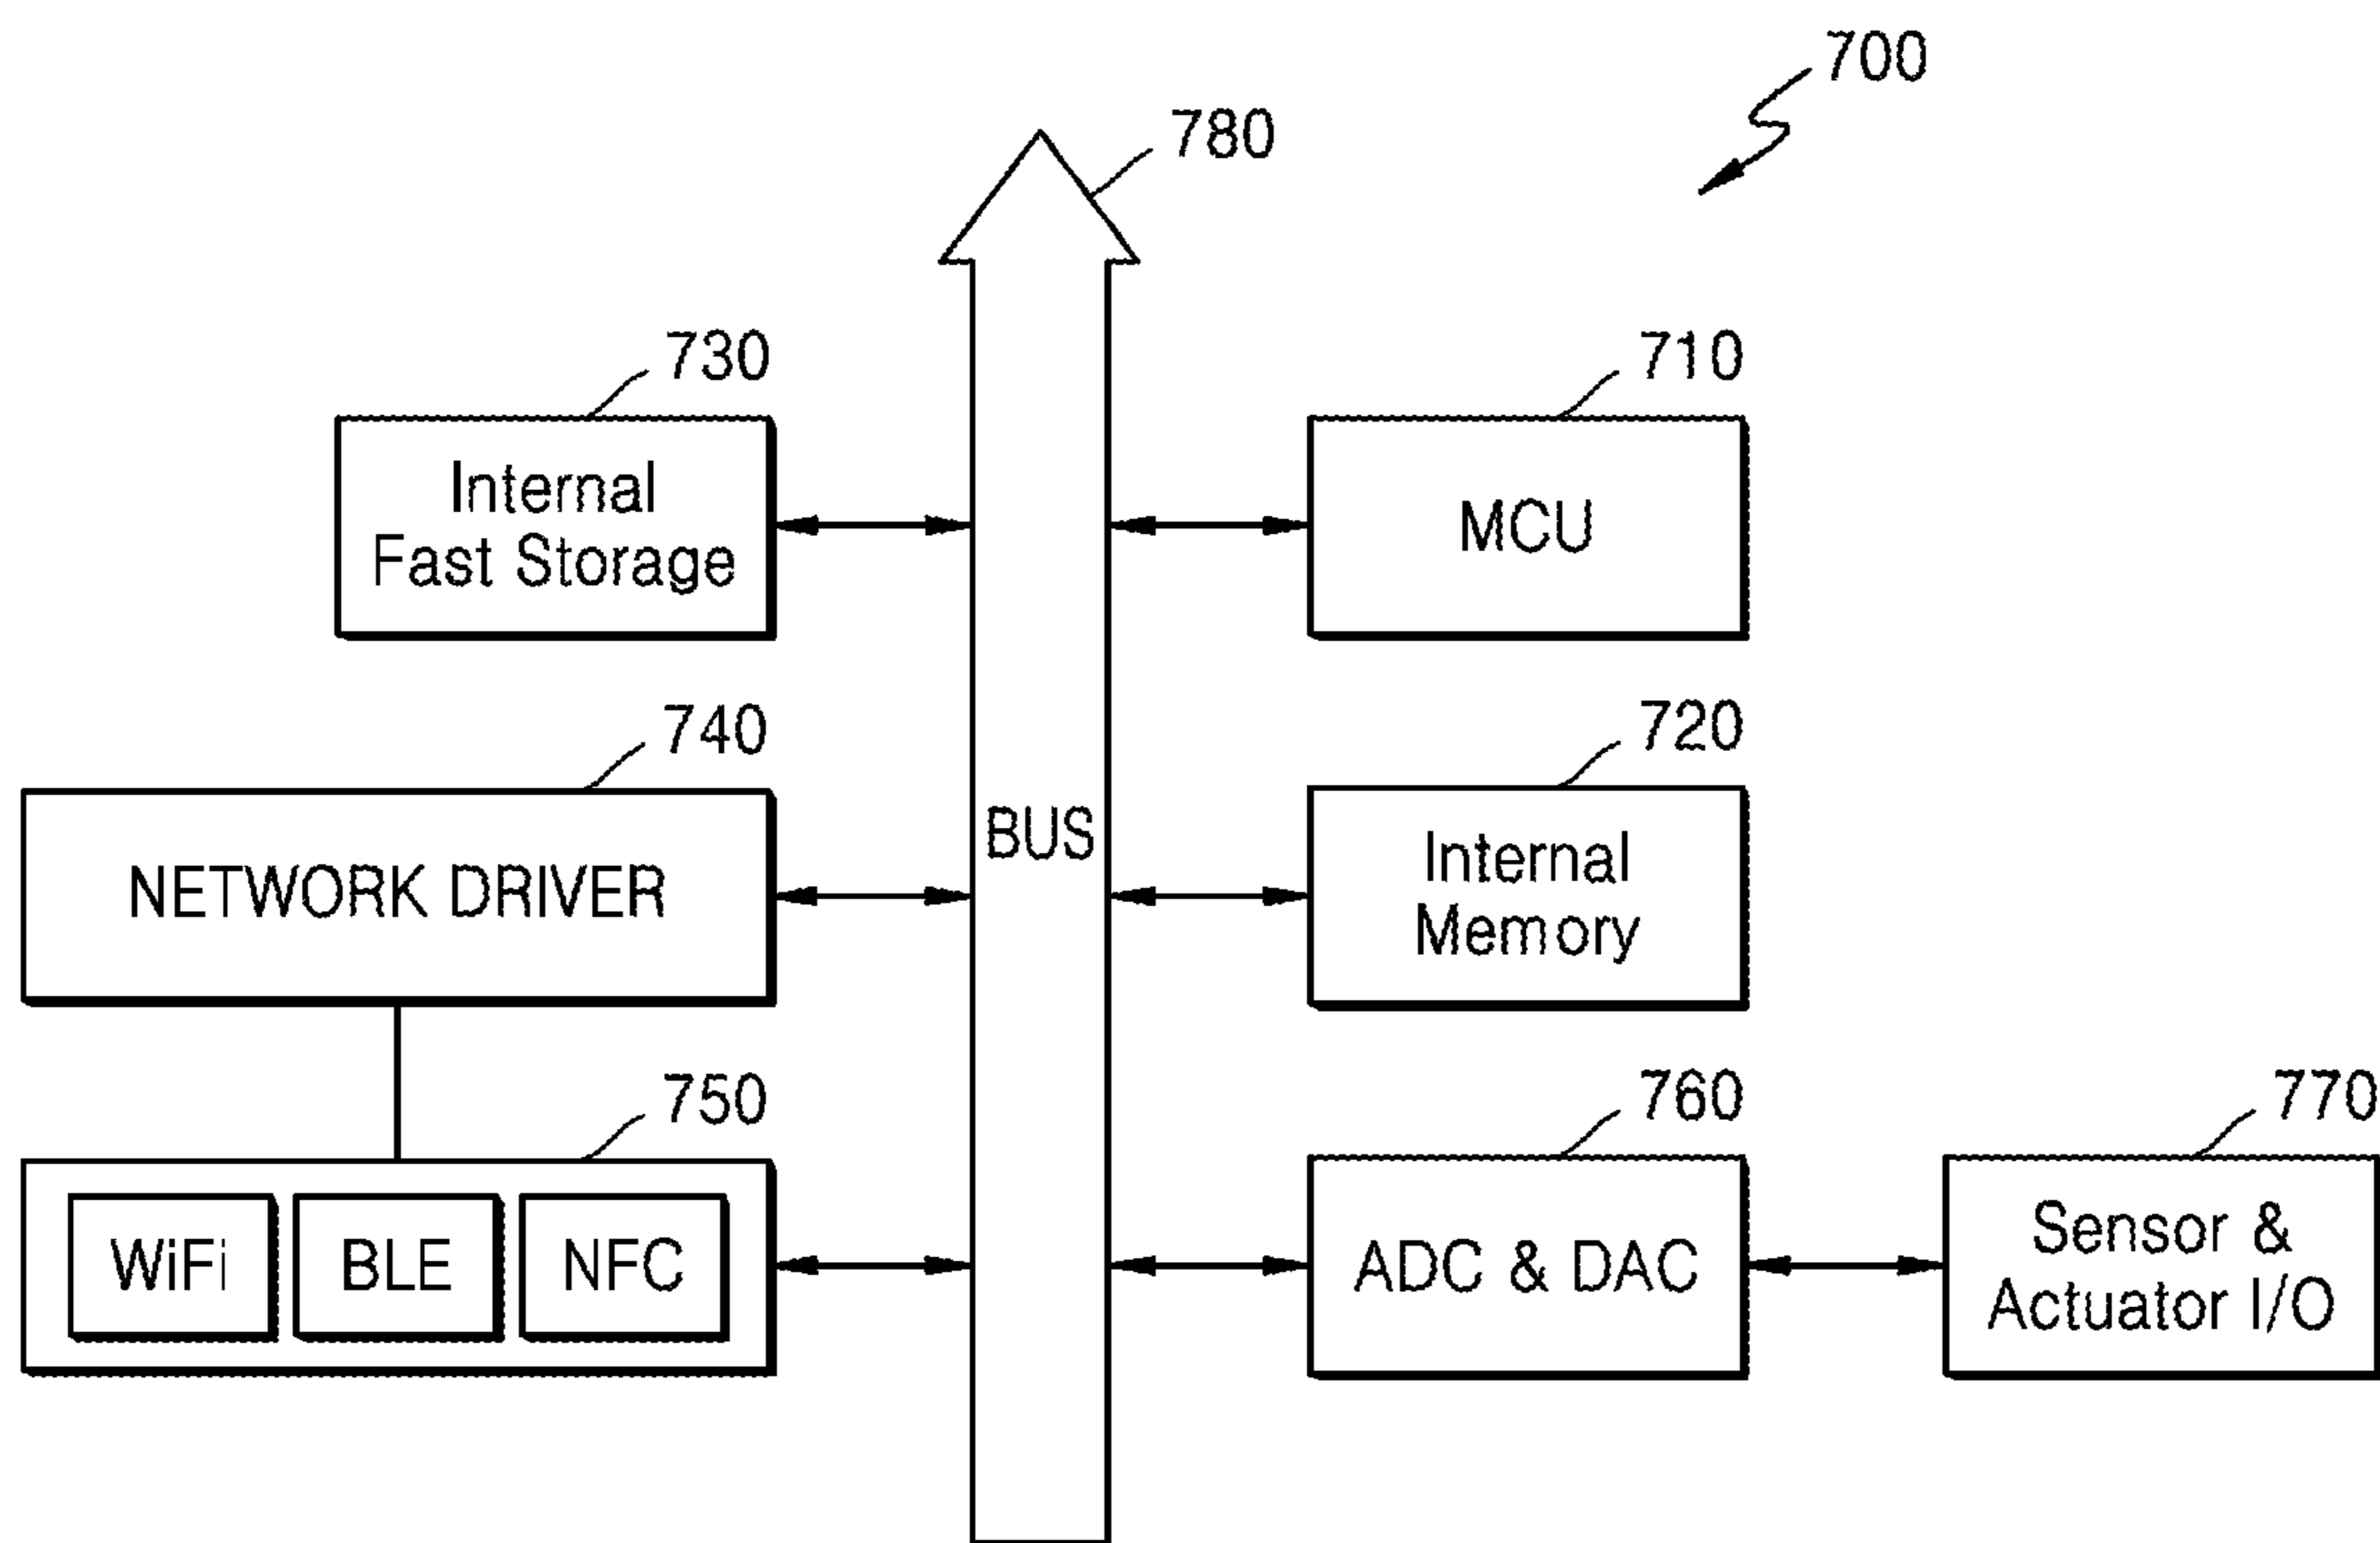 700
780
730
710
Internal
Fast Storage
MCU
740
720
NETWORK DRIVER
BUS
Internal
Memory
750
760
770
WiFi
BLE
NFC
ADC & DAC
Sensor &
Actuator I/O